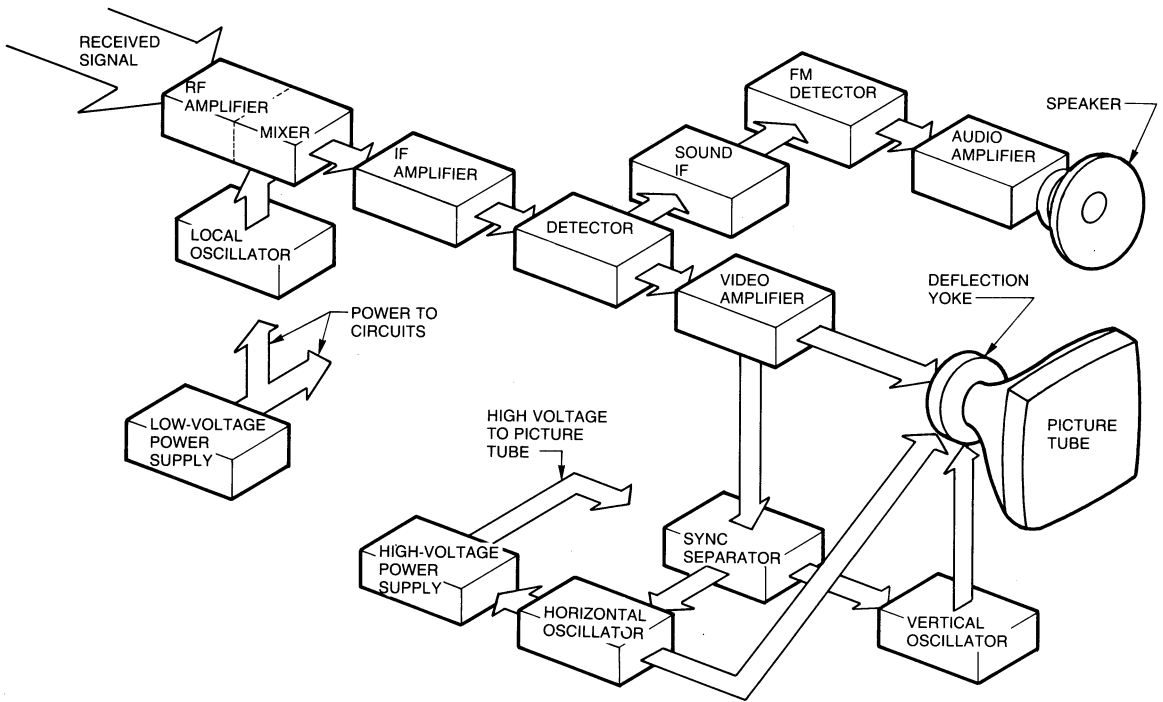 RECEIVED
SIGNAL
RF
AMPLIFIER
MIXER
LOCAL
OSCILLATOR
IF
AMPLIFIER
DETECTOR
SOUND
IF
FM
DETECTOR
AUDIO
AMPLIFIER
SPEAKER
VIDEO
AMPLIFIER
DEFLECTION
YOKE
PICTURE
TUBE
POWER TO
CIRCUITS
LOW-VOLTAGE
POWER
SUPPLY
HIGH VOLTAGE
TO PICTURE
TUBE
HIGH-VOLTAGE
POWER
SUPPLY
SYNC
SEPARATOR
HORIZONTAL
OSCILLATOR
VERTICAL
OSCILLATOR